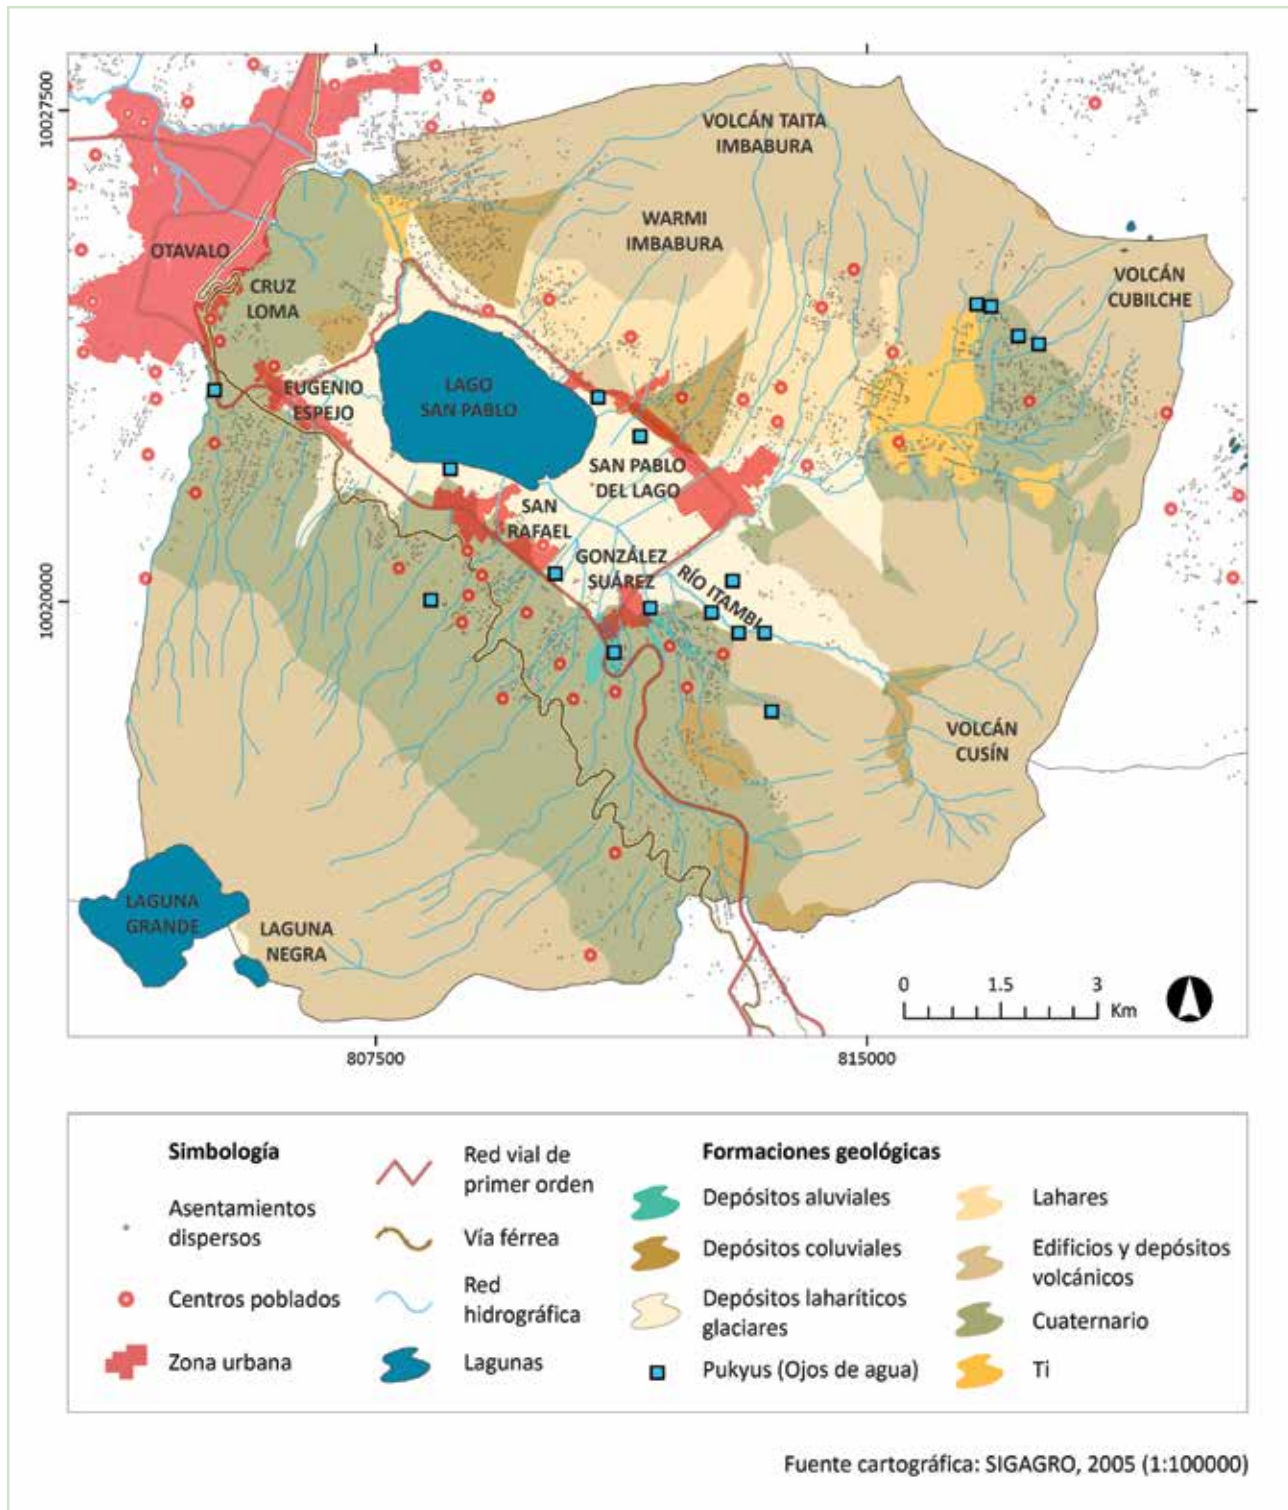 10027500
10020000
VOLCÁN TAITA
IMBABURA
WARMI
IMBABURA
OTAVALO
CRUZ
LOMA
VOLCÁN
CUBILCHE
EUGENIO
ESPEJO
LAGO
SAN PABLO
SAN PABLO
DEL LAGO
SAN
RAFAEL
GONZÁLEZ
SUÁREZ
RÍO ITAMBI
VOLCÁN
CUSÍN
LAGUNA
GRANDE
LAGUNA
NEGRA
0 1.5 3
Km
807500 815000
Simbología
Asentamientos
dispersos
Centros poblados
Zona urbana
Red vial de
primer orden
Vía férrea
Red
hidrográfica
Lagunas
Formaciones geológicas
Depósitos aluviales
Depósitos coluviales
Depósitos laharíticos
glaciares
Pukyus (Ojos de agua)
Lahares
Edificios y depósitos
volcánicos
Cuaternario
Ti
Fuente cartográfica: SIGAGRO, 2005 (1:100000)